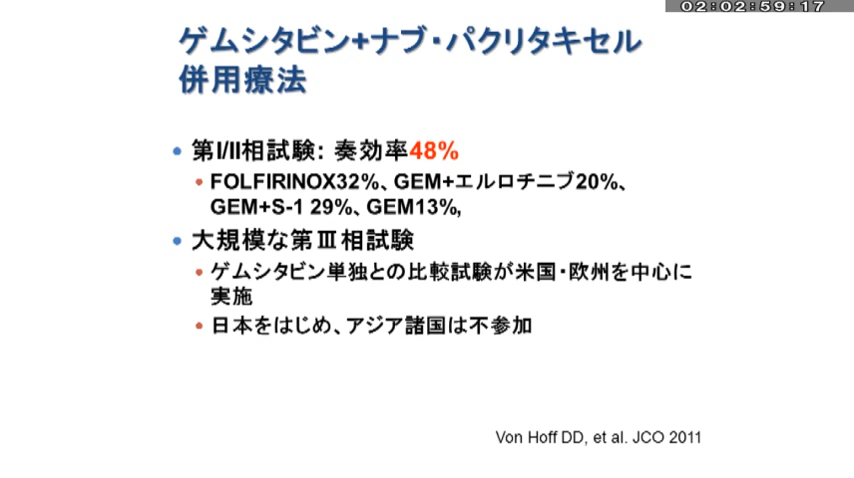 02:02:59:17
ゲムシタビン+ナブ・パクリタキセル
併用療法
• 第I/II相試験: 奏効率48%
• FOLFIRINOX32%、GEM+エルロチニブ20%、
GEM+S-1 29%、GEM13%,
• 大規模な第Ⅲ相試験
• ゲムシタビン単独との比較試験が米国・欧州を中心に
実施
• 日本をはじめ、アジア諸国は不参加
Von Hoff DD, et al. JCO 2011